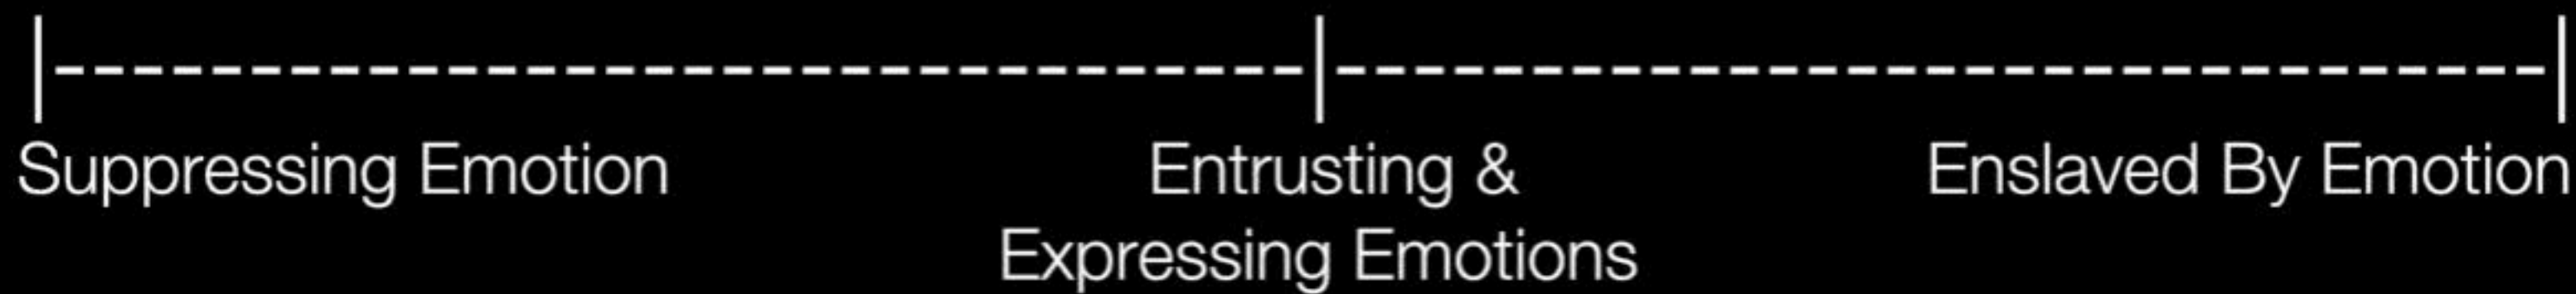 Suppressing Emotion
Entrusting &
Expressing Emotions
Enslaved By Emotion